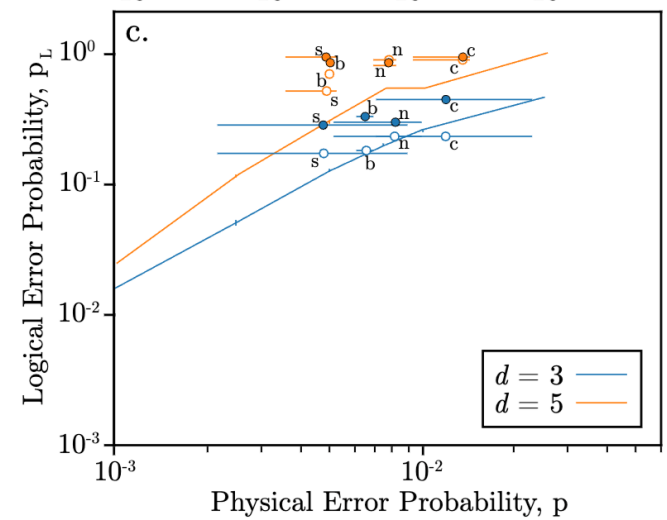 c.
Logical Error Probability, p_L
10^0
10^-1
10^-2
10^-3
s
b
b
s
n
n
c
c
s
b
n
c
s
b
n
c
d = 3
d = 5
10^-3
10^-2
Physical Error Probability, p